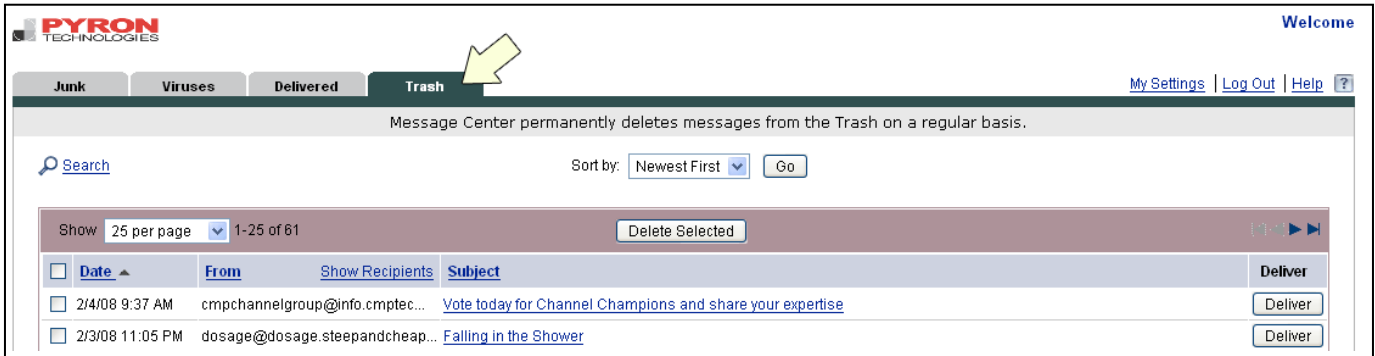 PYRON
TECHNOLOGIES
Welcome
Junk Viruses Delivered Trash My Settings Log Out Help ?
Message Center permanently deletes messages from the Trash on a regular basis.
Search Sort by: Newest First Go
Show 25 per page 1-25 of 61 Delete Selected
Date From Show Recipients Subject Deliver
2/4/08 9:37 AM cmpchannelgroup@info.cmptec... Vote today for Channel Champions and share your expertise Deliver
2/3/08 11:05 PM dosage@dosage.steepandcheap... Falling in the Shower Deliver